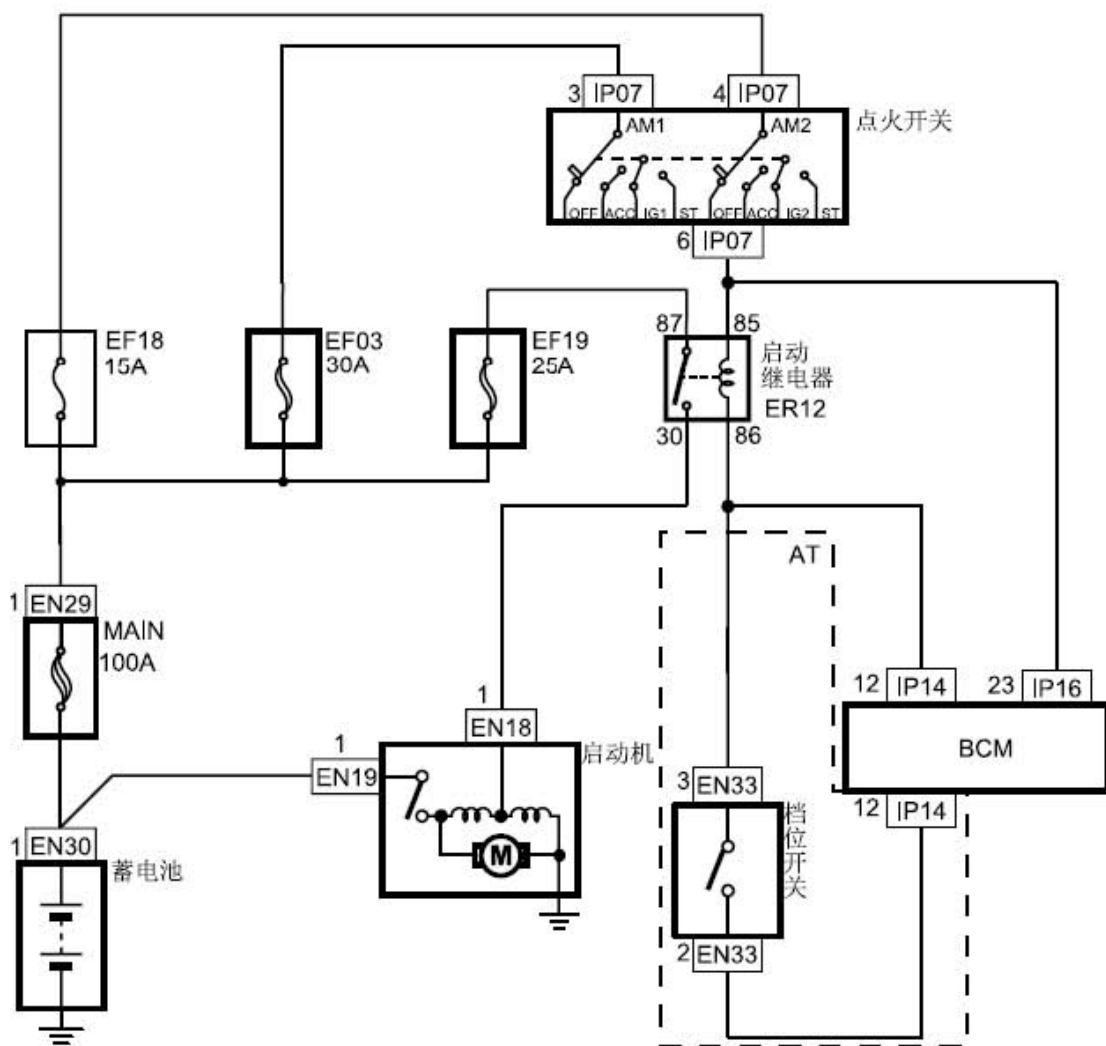 3 IP07
4 IP07
点火开关
AM1
AM2
OFF ACC IG1 ST OFF ACC IG2 ST
6 IP07
EF18
15A
EF03
30A
EF19
25A
87 85
启动
继电器
ER12
30 86
AT
1 EN29
MAIN
100A
12 IP14
23 IP16
BCM
12 IP14
1
EN18
启动机
1
EN19
M
3 EN33
档位开关
2 EN33
1 EN30
蓄电池